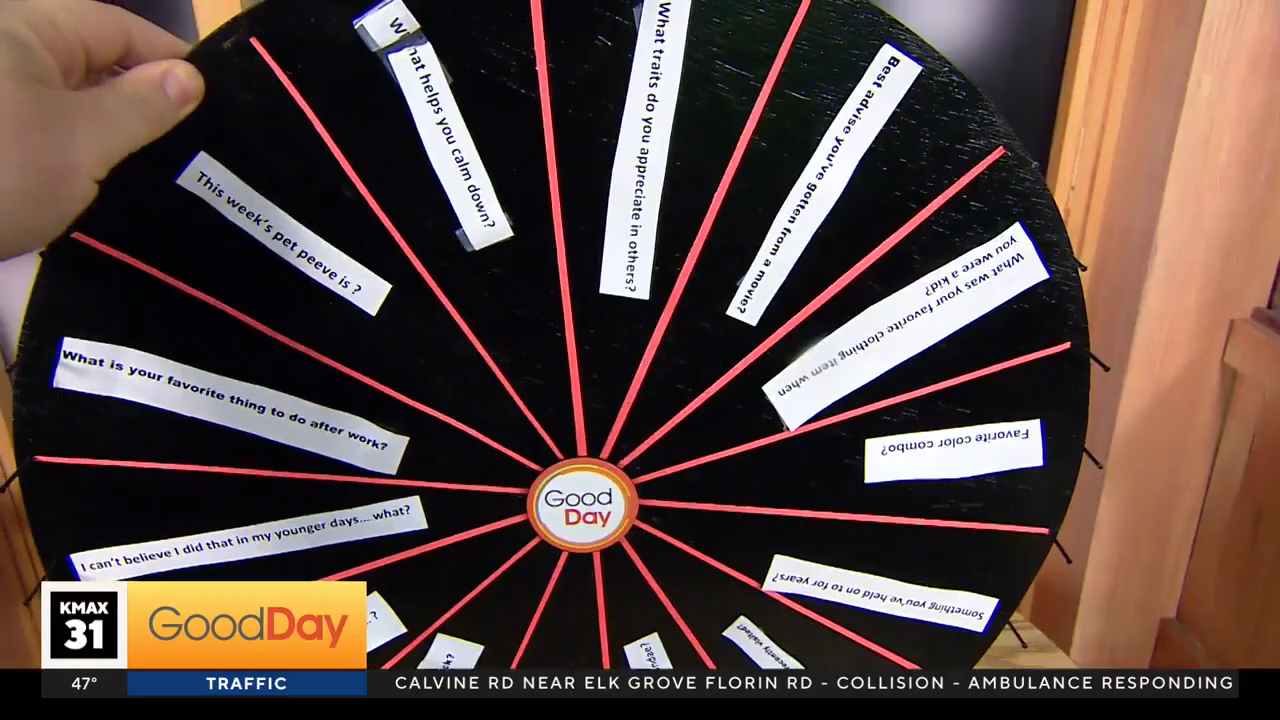 What helps you calm down?
What traits do you appreciate in others?
Best advise you've gotten from a movie?
This week's pet peeve is ?
What was your favorite clothing item when
you were a kid?
What is your favorite thing to do after work?
Favorite color combo?
I can't believe I did that in my younger days... what?
Something you've held on to for years?
Good
Day
KMAX
31
GoodDay
47°
TRAFFIC
CALVINE RD NEAR ELK GROVE FLORIN RD - COLLISION - AMBULANCE RESPONDING